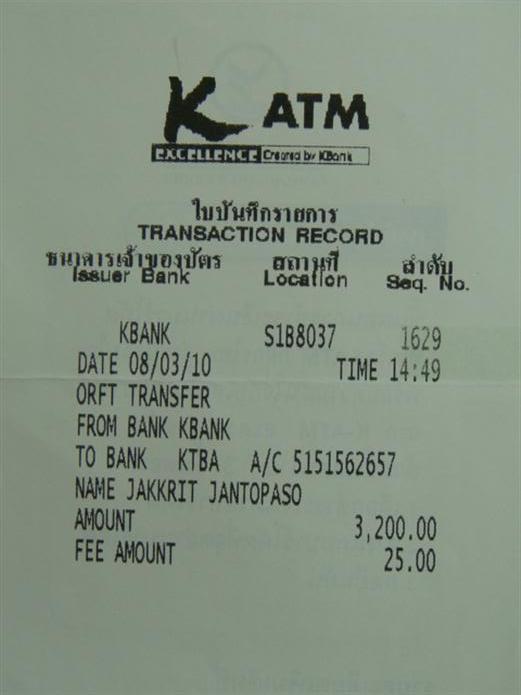 K ATM
EXCELLENCE Created by KBank
ใบบันทึกรายการ
TRANSACTION RECORD
ธนาคารเจ้าของบัตร สถานที่ ลำดับ
Issuer Bank Location Seq. No.
KBANK S1B8037 1629
DATE 08/03/10 TIME 14:49
ORFT TRANSFER
FROM BANK KBANK
TO BANK KTBA A/C 5151562657
NAME JAKKRIT JANTOPASO
AMOUNT 3,200.00
FEE AMOUNT 25.00